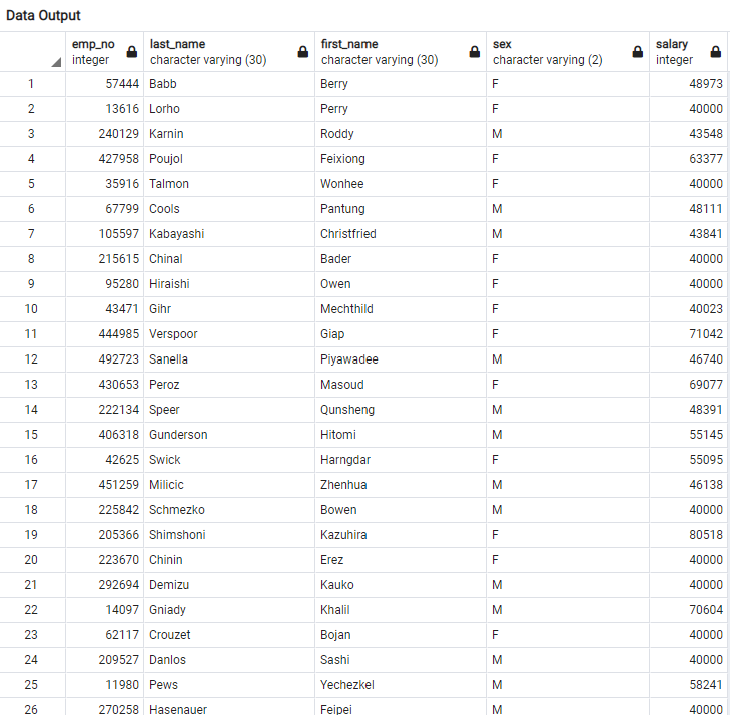 Data Output
emp_no last_name first_name sex salary
integer character varying (30) character varying (30) character varying (2) integer
1 57444 Babb Berry F 48973
2 13616 Lorho Perry F 40000
3 240129 Karnin Roddy M 43548
4 427958 Poujol Feixiong F 63377
5 35916 Talmon Wonhee F 40000
6 67799 Cools Pantung M 48111
7 105597 Kabayashi Christfried M 43841
8 215615 Chinal Bader F 40000
9 95280 Hiraishi Owen F 40000
10 43471 Gihr Mechthild F 40023
11 444985 Verspoor Giap F 71042
12 492723 Sanella Piyawadee M 46740
13 430653 Peroz Masoud F 69077
14 222134 Speer Qunsheng M 48391
15 406318 Gunderson Hitomi M 55145
16 42625 Swick Harngdar F 55095
17 451259 Milicic Zhenhua M 46138
18 225842 Schmezko Bowen M 40000
19 205366 Shimshoni Kazuhira F 80518
20 223670 Chinin Erez F 40000
21 292694 Demizu Kauko M 40000
22 14097 Gniady Khalil M 70604
23 62117 Crouzet Bojan F 40000
24 209527 Danlos Sashi M 40000
25 11980 Pews Yechezkel M 58241
26 270258 Hasenauer Feipei M 40000